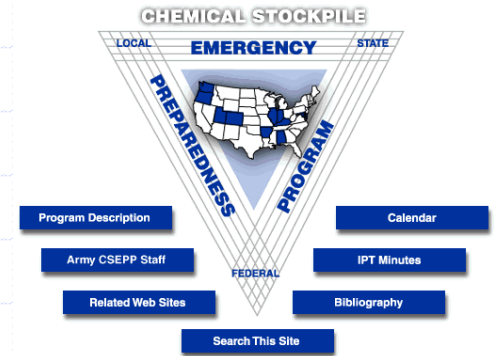 CHEMICAL STOCKPILE
LOCAL
EMERGENCY
STATE
PREPAREDNESS
PROGRAM
Program Description
Calendar
Army CSEPP Staff
FEDERAL
IPT Minutes
Related Web Sites
Bibliography
Search This Site